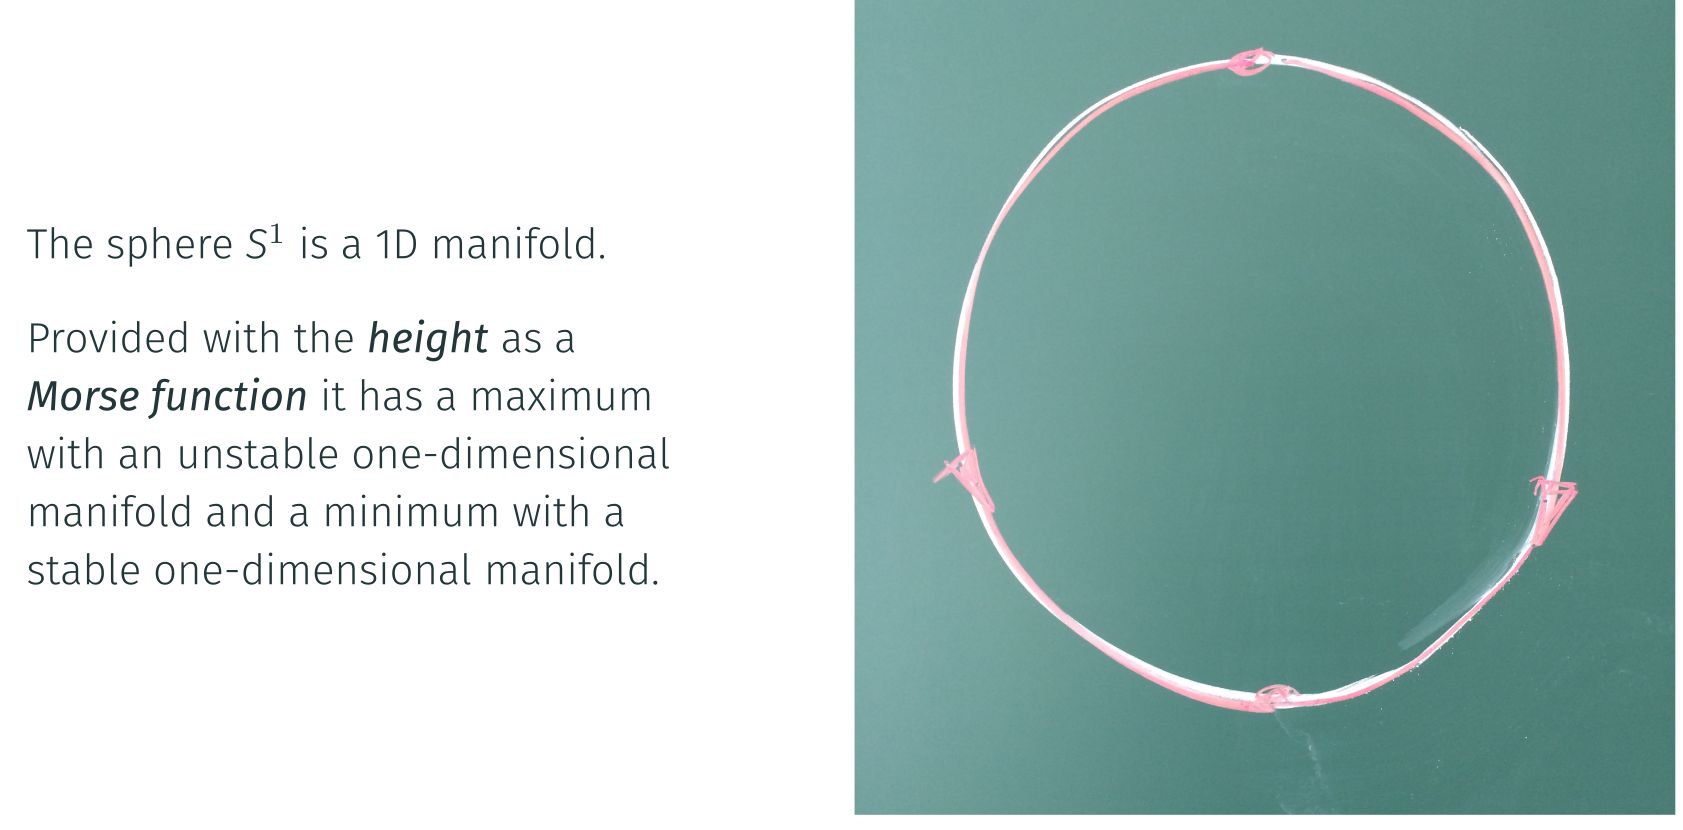 The sphere S¹ is a 1D manifold.
Provided with the height as a
Morse function it has a maximum
with an unstable one-dimensional
manifold and a minimum with a
stable one-dimensional manifold.